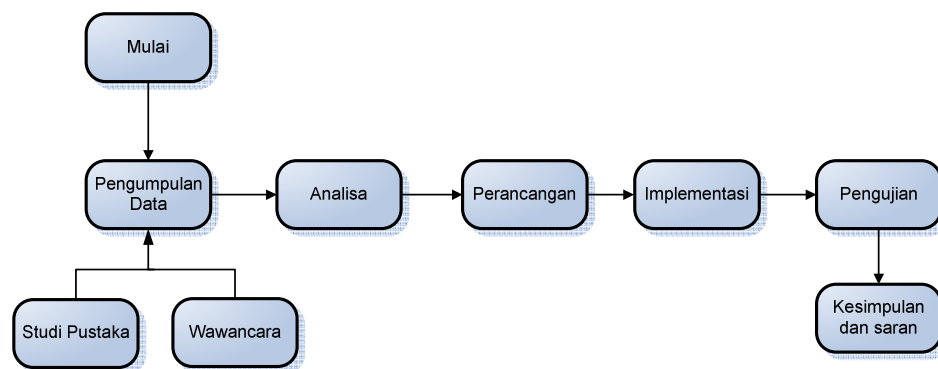 Mulai
Pengumpulan
Data
Analisa
Perancangan
Implementasi
Pengujian
Studi Pustaka
Wawancara
Kesimpulan
dan saran